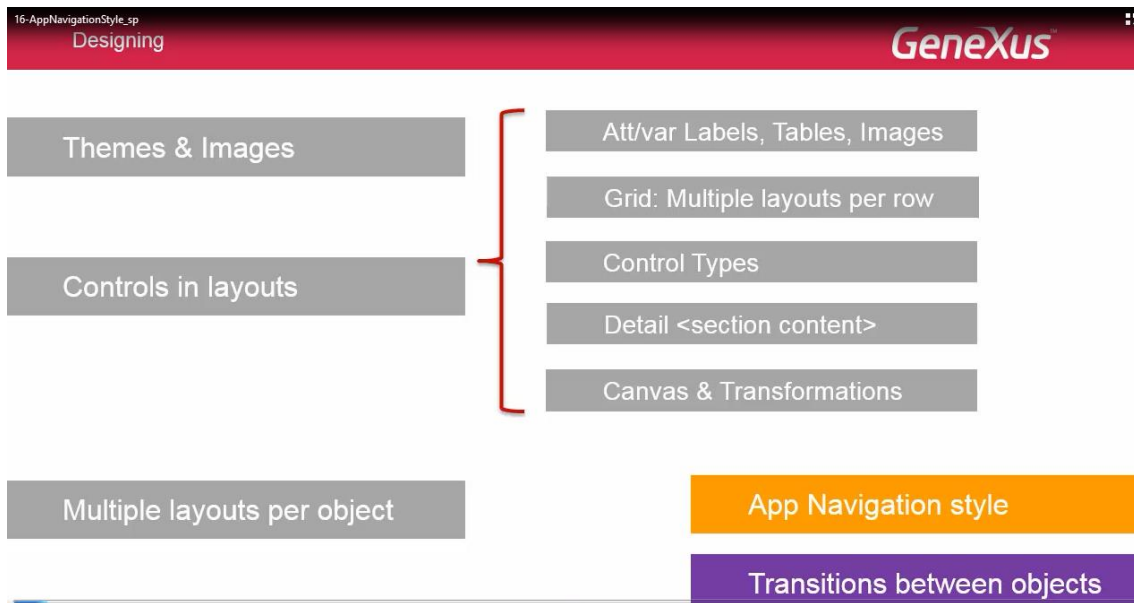 16-AppNavigationStyle_sp
Designing
GeneXus™
Themes & Images
Controls in layouts
Multiple layouts per object
Att/var Labels, Tables, Images
Grid: Multiple layouts per row
Control Types
Detail <section content>
Canvas & Transformations
App Navigation style
Transitions between objects